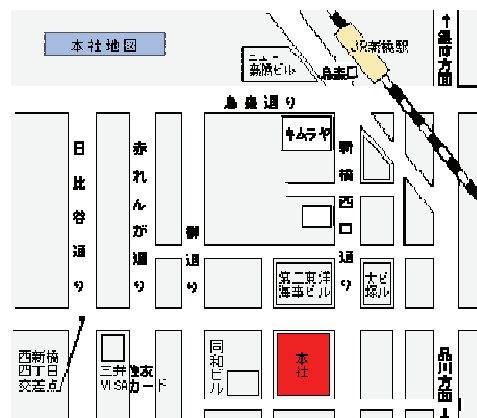 本社地図
↑銀座方面
JR新橋駅
ニュー
新橋ビル
烏森口
烏森通り
キムラヤ
日比谷通り
赤れんが通り
柳通り
新橋西口通り
第二東洋
海事ビル
大塚ビル
西新橋
四丁目
交差点
三井住友
VISAカード
同和ビル
本社
品川方面↓